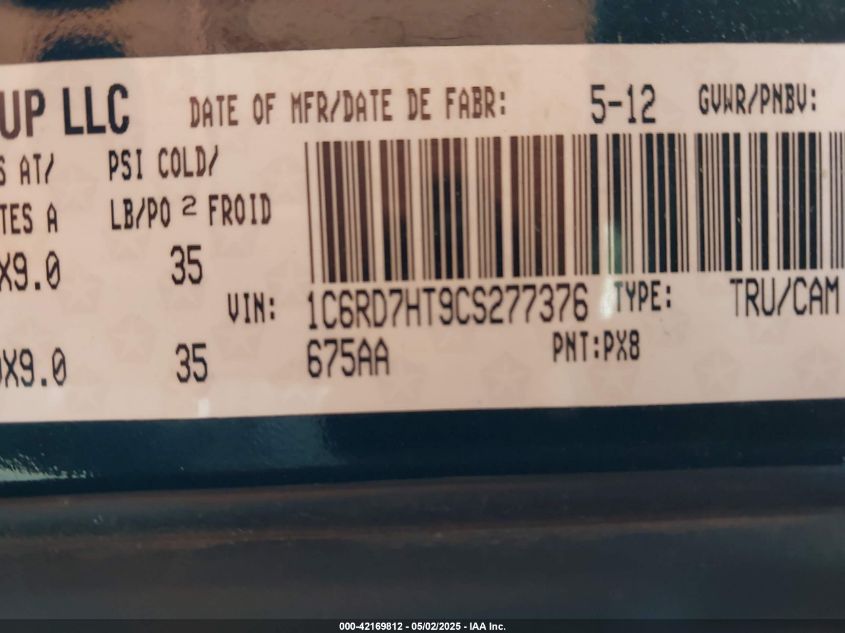 UP LLC DATE OF MFR/DATE DE FABR: 5-12 GVWR/PNBV:
S AT/ PSI COLD/
TES A LB/PO 2 FROID
X9.0 35
VIN: 1C6RD7HT9CS277376 TYPE: TRU/CAM
0X9.0 35 675AA PNT:PX8
000-42169812 - 05/02/2025 - IAA Inc.